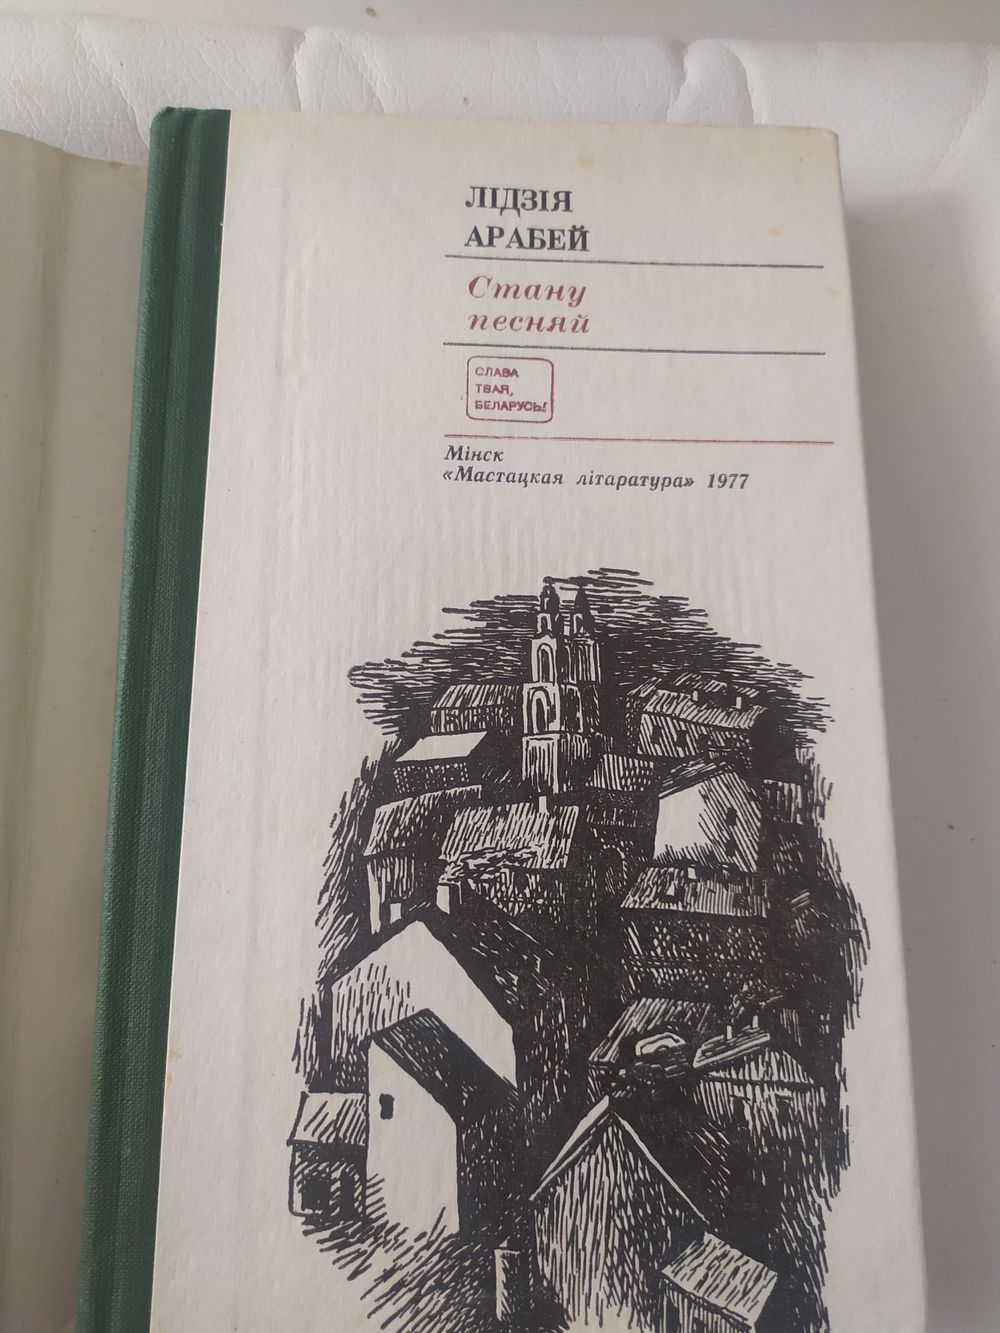 ЛІДЗІЯ
АРАБЕЙ
Стану
песняй
СЛАВА
ТВАЯ,
БЕЛАРУСЬ!
Мінск
«Мастацкая літаратура» 1977